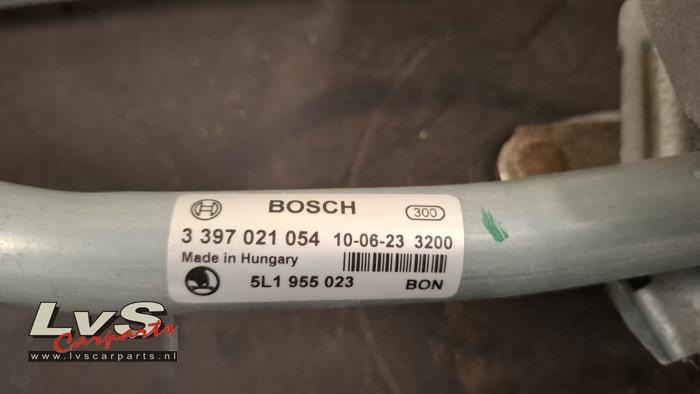 BOSCH 300
3 397 021 054 10-06-23 3200
Made in Hungary
5L1 955 023 BON
LvS
Carparts
www.lvscarparts.nl